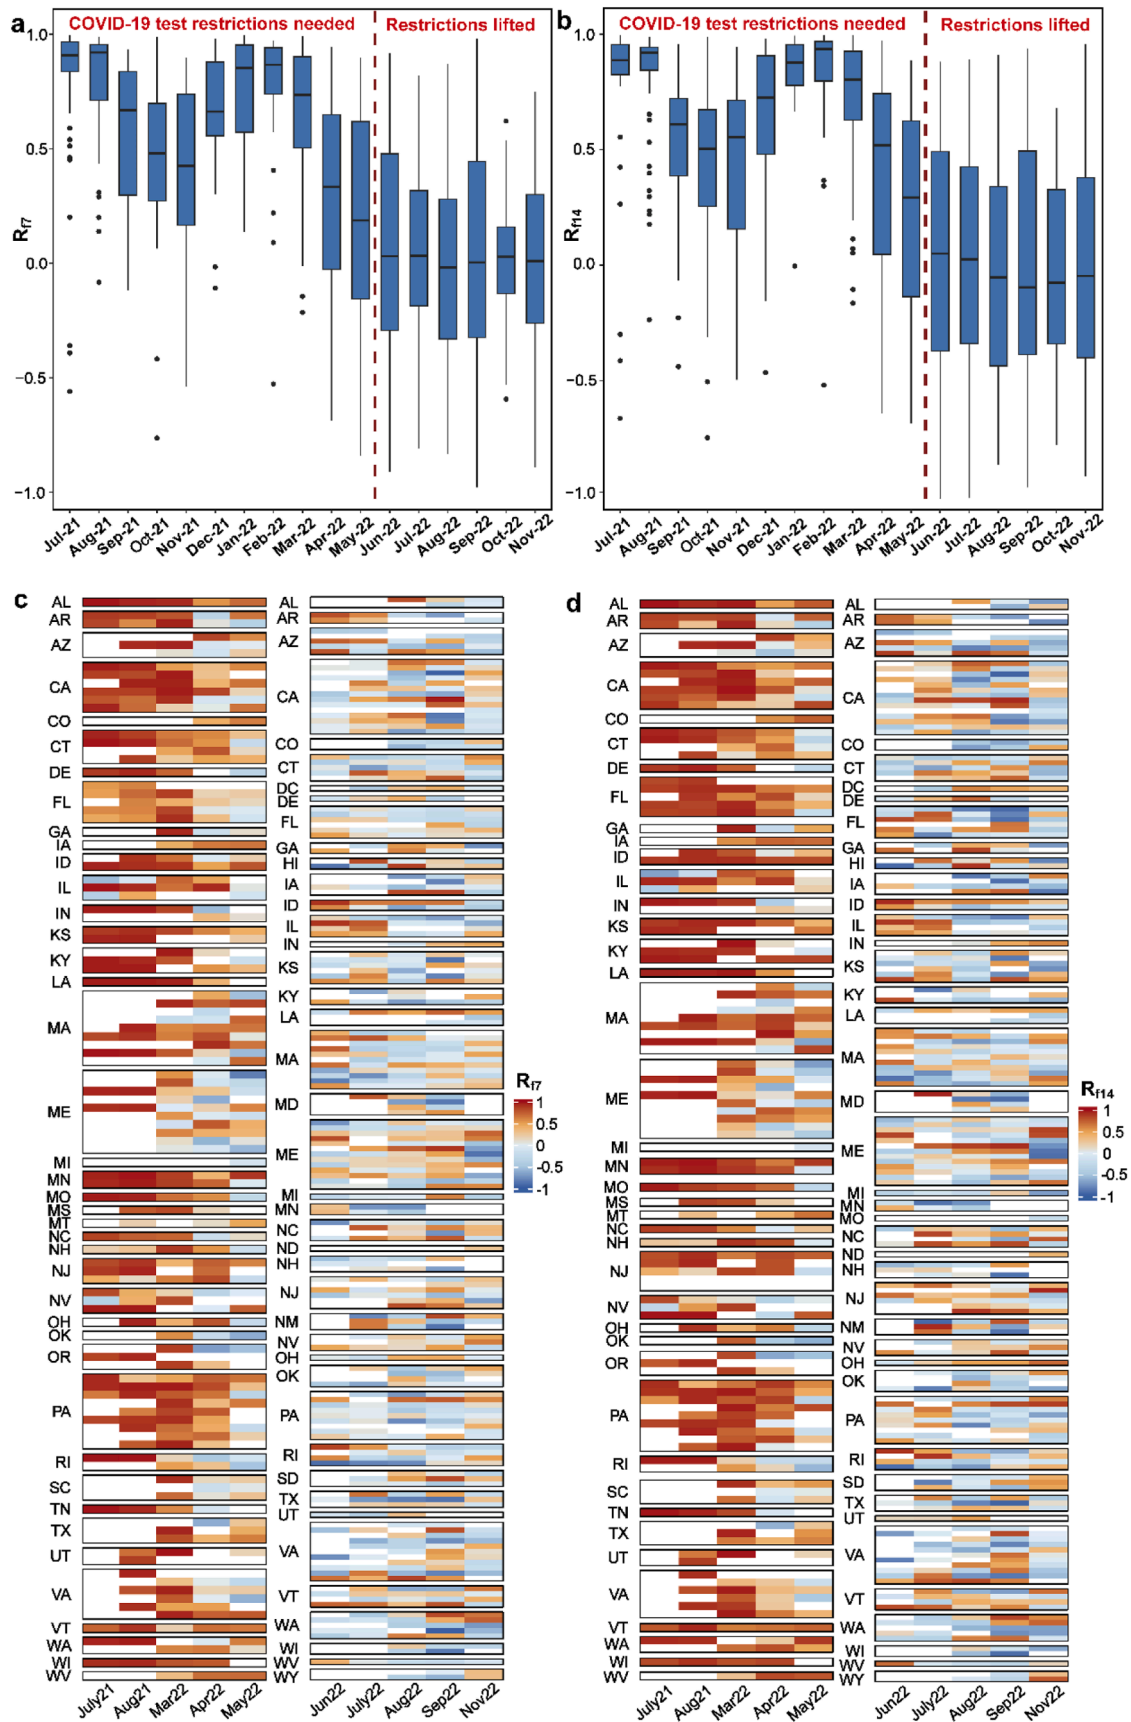 a
COVID-19 test restrictions needed
Restrictions lifted
1.0
0.5
0.0
−0.5
−1.0
Rf7
Jul-21
Aug-21
Sep-21
Oct-21
Nov-21
Dec-21
Jan-22
Feb-22
Mar-22
Apr-22
May-22
Jun-22
Jul-22
Aug-22
Sep-22
Oct-22
Nov-22
b
COVID-19 test restrictions needed
Restrictions lifted
1.0
0.5
0.0
−0.5
−1.0
Rf14
Jul-21
Aug-21
Sep-21
Oct-21
Nov-21
Dec-21
Jan-22
Feb-22
Mar-22
Apr-22
May-22
Jun-22
Jul-22
Aug-22
Sep-22
Oct-22
Nov-22
c
AL
AR
AZ
CA
CO
CT
DE
FL
GA
IA
ID
IL
IN
KS
KY
LA
MA
ME
MI
MN
MO
MS
MT
NC
NH
NJ
NV
OH
OK
OR
PA
RI
SC
TN
TX
UT
VA
VT
WA
WI
WV
July21
Aug21
Mar22
Apr22
May22
AL
AR
AZ
CA
CO
CT
DC
DE
FL
GA
HI
IA
ID
IL
IN
KS
KY
LA
MA
MD
ME
MI
MN
NC
ND
NH
NJ
NM
NV
OH
OK
PA
RI
SD
TX
UT
VA
VT
WA
WI
WV
WY
Jun22
July22
Aug22
Sep22
Nov22
Rf7
1
0.5
0
-0.5
-1
d
AL
AR
AZ
CA
CO
CT
DE
FL
GA
IA
ID
IL
IN
KS
KY
LA
MA
ME
MI
MN
MO
MS
MT
NC
NH
NJ
NV
OH
OK
OR
PA
RI
SC
TN
TX
UT
VA
VT
WA
WI
WV
July21
Aug21
Mar22
Apr22
May22
AL
AR
AZ
CA
CO
CT
DC
DE
FL
GA
HI
IA
ID
IL
IN
KS
KY
LA
MA
MD
ME
MI
MN
MO
NC
ND
NH
NJ
NM
NV
OH
OK
PA
RI
SD
TX
UT
VA
VT
WA
WI
WV
WY
Jun22
July22
Aug22
Sep22
Nov22
Rf14
1
0.5
0
-0.5
-1